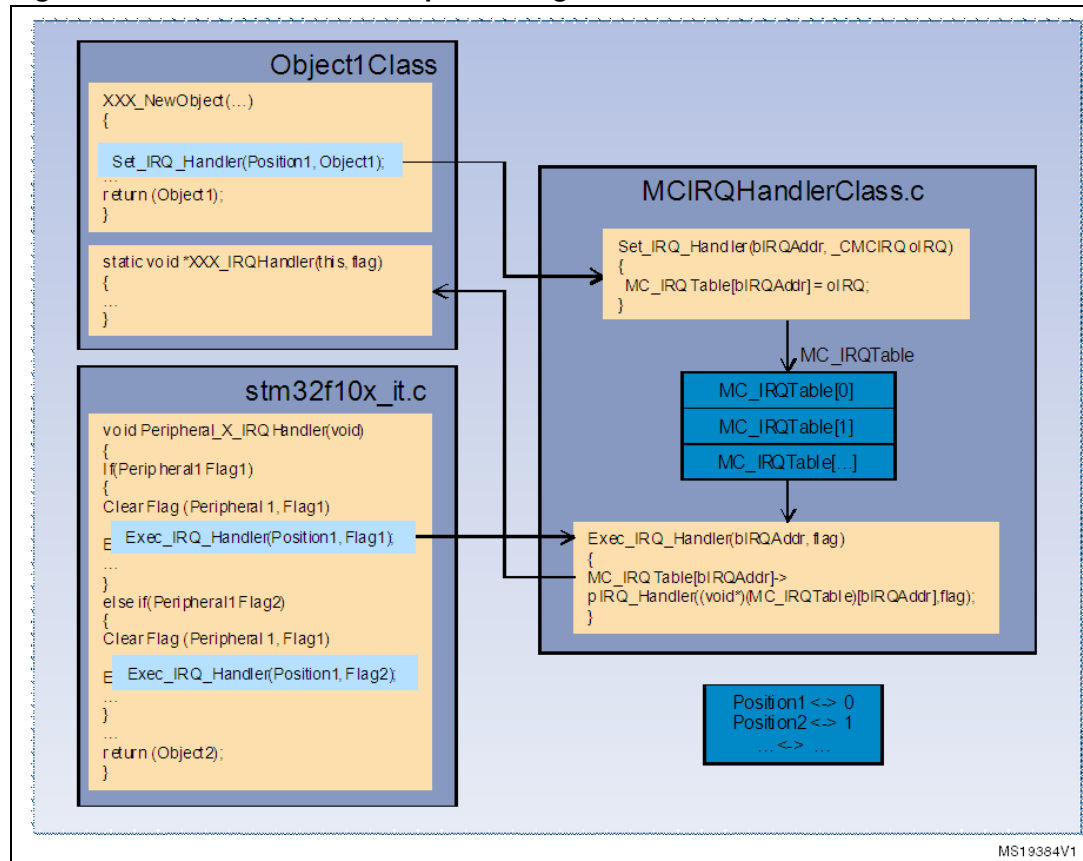 Object1Class
XXX_NewObject(…)
{
Set_IRQ_Handler(Position1, Object1);
…
return (Object1);
}
static void *XXX_IRQHandler(this, flag)
{
…
}
stm32f10x_it.c
void Peripheral_X_IRQHandler(void)
{
If(Peripheral1 Flag1)
{
Clear Flag (Peripheral 1, Flag1)
E
Exec_IRQ_Handler(Position1, Flag1);
…
}
else if(Peripheral1 Flag2)
{
Clear Flag (Peripheral 1, Flag1)
E
Exec_IRQ_Handler(Position1, Flag2);
…
}
…
return (Object2);
}
MCIRQHandlerClass.c
Set_IRQ_Handler(bIRQAddr, _CMCIRQ oIRQ)
{
MC_IRQTable[bIRQAddr] = oIRQ;
}
MC_IRQTable
MC_IRQTable[0]
MC_IRQTable[1]
MC_IRQTable[…]
Exec_IRQ_Handler(bIRQAddr, flag)
{
MC_IRQTable[bIRQAddr]->
pIRQ_Handler((void*)(MC_IRQTable)[bIRQAddr],flag);
}
Position1 <-> 0
Position2 <-> 1
… <-> …
MS19384V1